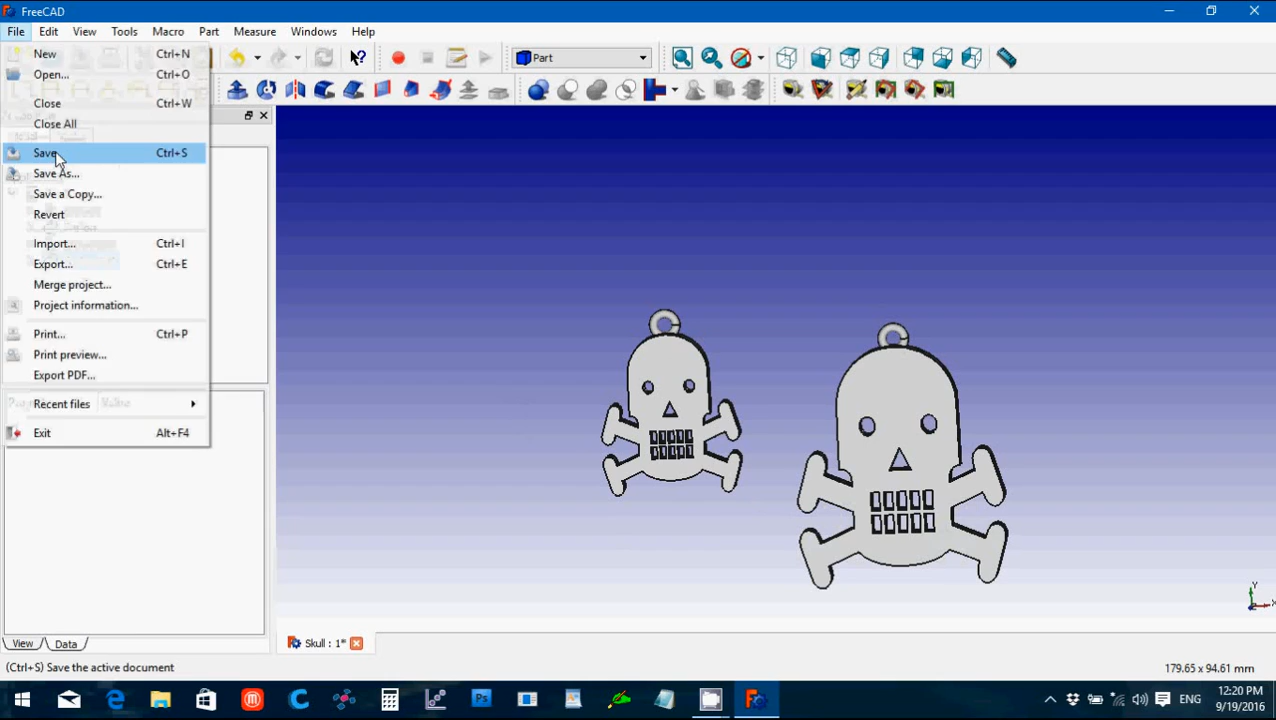 FreeCAD
File Edit View Tools Macro Part Measure Windows Help
New Ctrl+N
Open... Ctrl+O
Close Ctrl+W
Close All
Save Ctrl+S
Save As...
Save a Copy...
Revert
Import... Ctrl+I
Export... Ctrl+E
Merge project...
Project information...
Print... Ctrl+P
Print preview...
Export PDF...
Recent files
Exit Alt+F4
Part
Y
X
View Data
Skull : 1*
(Ctrl+S) Save the active document
179.65 x 94.61 mm
ENG
12:20 PM
9/19/2016